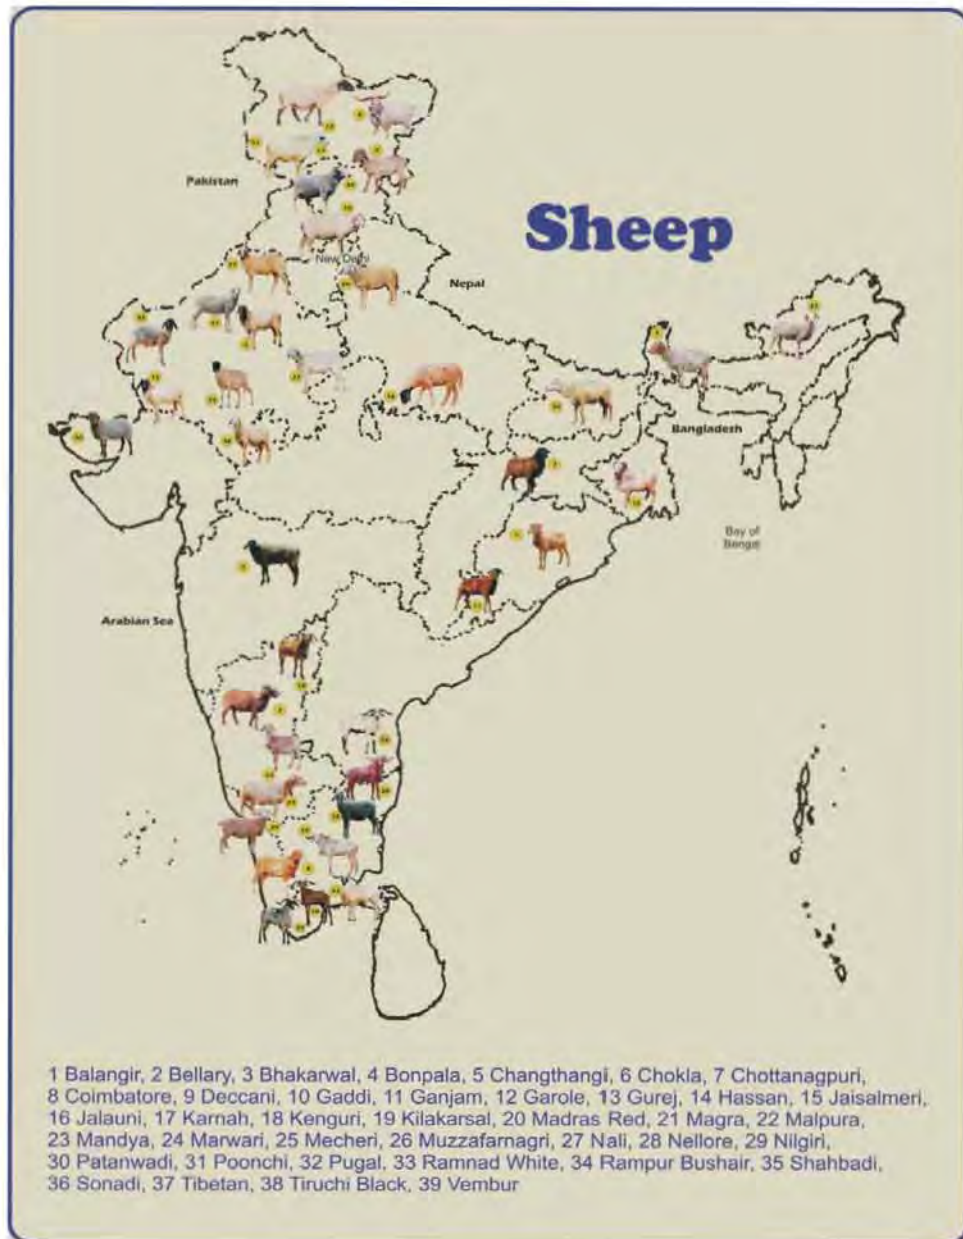 Pakistan
Sheep
New Delhi
Nepal
Bangladesh
Bay of
Bengal
Arabian Sea
1 Balangir, 2 Bellary, 3 Bhakarwal, 4 Bonpala, 5 Changthangi, 6 Chokla, 7 Chottanagpuri,
8 Coimbatore, 9 Deccani, 10 Gaddi, 11 Ganjam, 12 Garole, 13 Gurej, 14 Hassan, 15 Jaisalmeri,
16 Jalauni, 17 Karnah, 18 Kenguri, 19 Kilakarsal, 20 Madras Red, 21 Magra, 22 Malpura,
23 Mandya, 24 Marwari, 25 Mecheri, 26 Muzzafarnagri, 27 Nali, 28 Nellore, 29 Nilgiri,
30 Patanwadi, 31 Poonchi, 32 Pugal, 33 Ramnad White, 34 Rampur Bushair, 35 Shahbadi,
36 Sonadi, 37 Tibetan, 38 Tiruchi Black, 39 Vembur